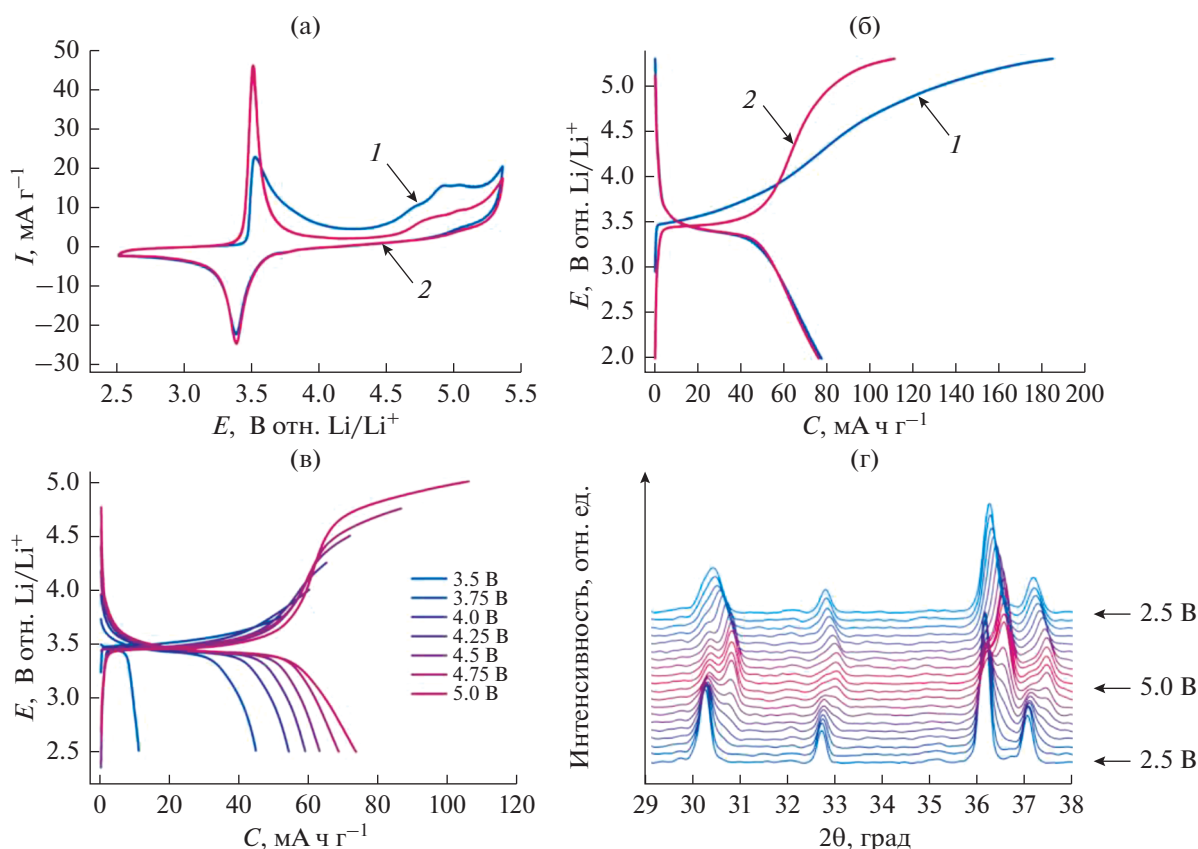 (а)
50
40
30
20
10
0
−10
−20
−30
I, мА г⁻¹
1
2
2.5 3.0 3.5 4.0 4.5 5.0 5.5
E, В отн. Li/Li⁺
(б)
5.0
4.5
4.0
3.5
3.0
2.5
2.0
E, В отн. Li/Li⁺
2
1
0 20 40 60 80 100 120 140 160 180 200
C, мА ч г⁻¹
(в)
5.0
4.5
4.0
3.5
3.0
2.5
E, В отн. Li/Li⁺
3.5 В
3.75 В
4.0 В
4.25 В
4.5 В
4.75 В
5.0 В
0 20 40 60 80 100 120
C, мА ч г⁻¹
(г)
Интенсивность, отн. ед.
2.5 В
5.0 В
2.5 В
29 30 31 32 33 34 35 36 37 38
2θ, град